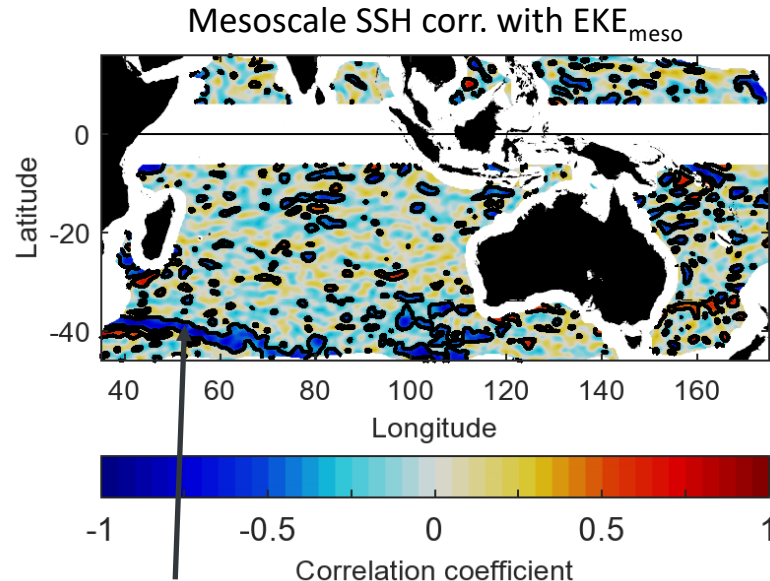 Mesoscale SSH corr. with EKEmeso
Latitude
0
-20
-40
40 60 80 100 120 140 160
Longitude
-1 -0.5 0 0.5 1
Correlation coefficient